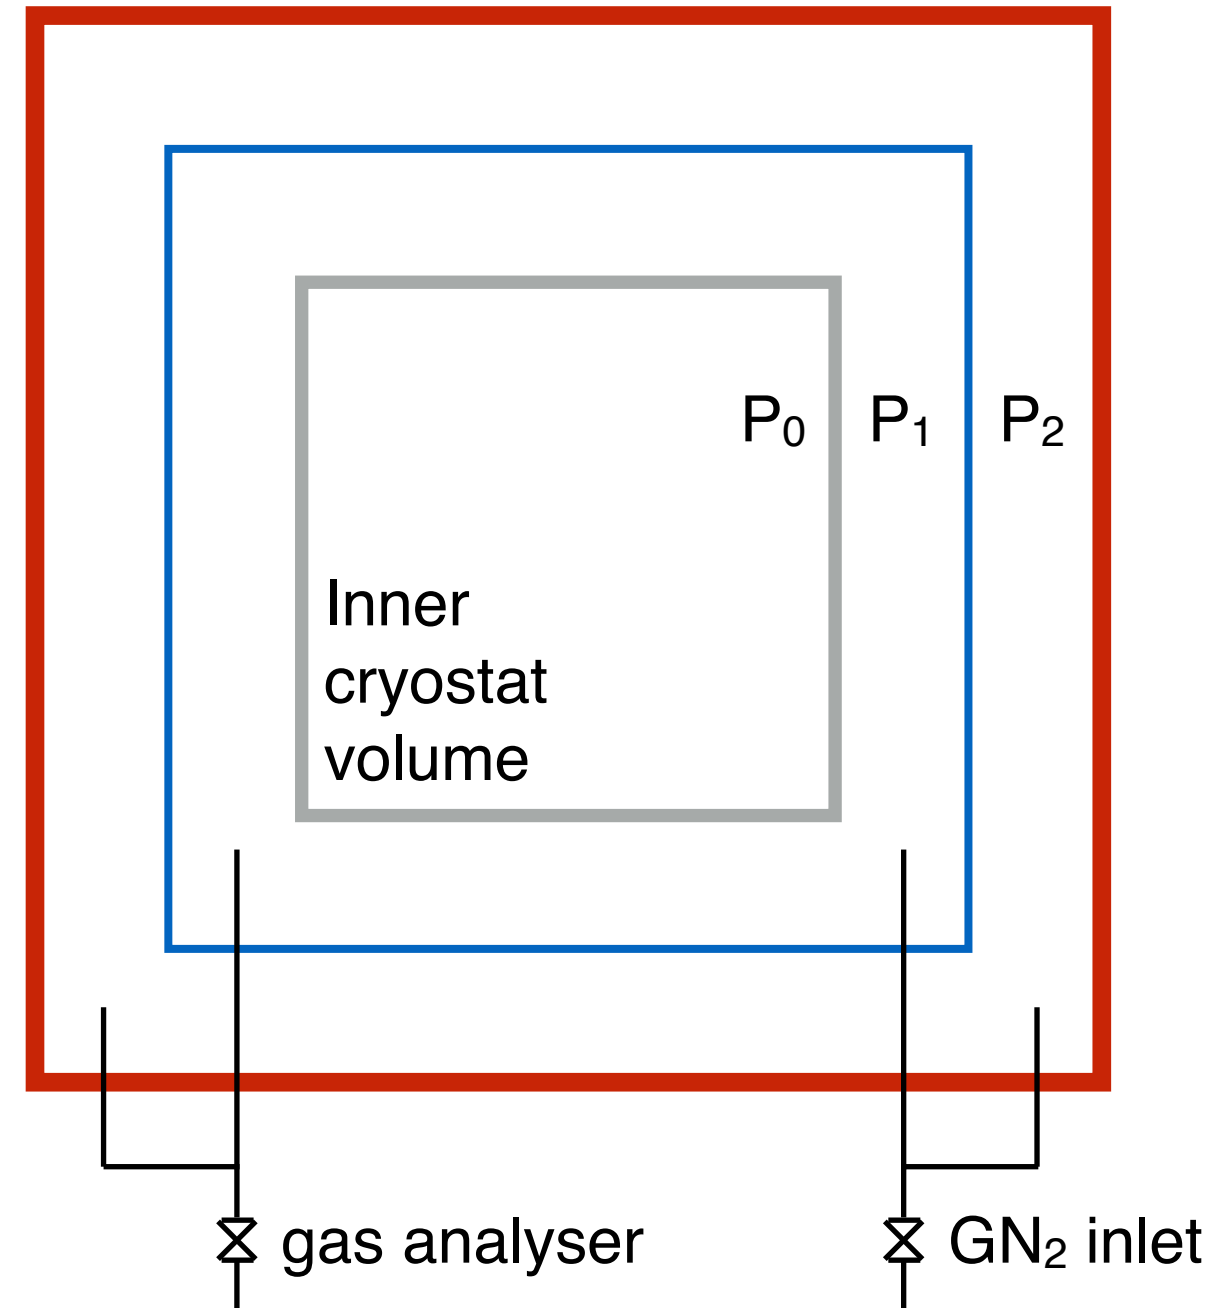 P₀ P₁ P₂
Inner
cryostat
volume
gas analyser
GN₂ inlet